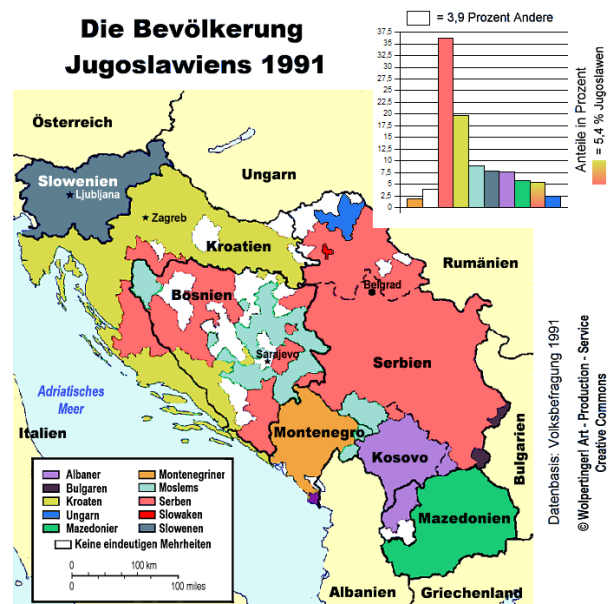 Die Bevölkerung
Jugoslawiens 1991
= 3,9 Prozent Andere
37,5
35
32,5
30
27,5
25
22,5
20
17,5
15
12,5
10
7,5
5
2,5
0
Anteile in Prozent
= 5,4 % Jugoslawen
Österreich
Ungarn
Slowenien
Ljubljana
Zagreb
Kroatien
Rumänien
Bosnien
Belgrad
Sarajevo
Serbien
Adriatisches
Meer
Italien
Montenegro
Kosovo
Bulgarien
Mazedonien
Albanien
Griechenland
Albaner
Bulgaren
Kroaten
Ungarn
Mazedonier
Montenegriner
Moslems
Serben
Slowaken
Slowenen
Keine eindeutigen Mehrheiten
0 100 km
0 100 miles
Datenbasis: Volksbefragung 1991
© Wolpertinger! Art - Production - Service
Creative Commons